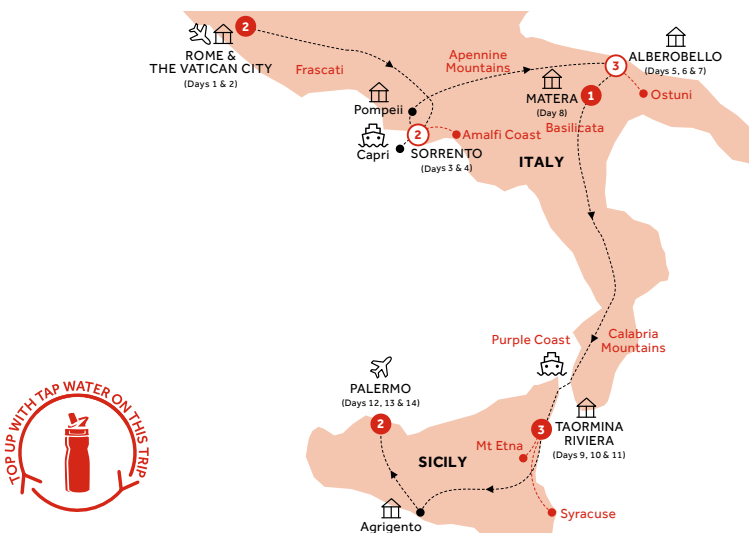 2
ROME &
THE VATICAN CITY
(Days 1 & 2)
Frascati
Apennine
Mountains
3
ALBEROBELLO
(Days 5, 6 & 7)
Ostuni
1
MATERA
(Day 8)
Basilicata
Pompeii
2
Amalfi Coast
Capri
SORRENTO
(Days 3 & 4)
ITALY
Purple Coast
Calabria
Mountains
PALERMO
(Days 12, 13 & 14)
2
3
TAORMINA
RIVIERA
(Days 9, 10 & 11)
Mt Etna
SICILY
Syracuse
Agrigento
TOP UP WITH TAP WATER ON THIS TRIP